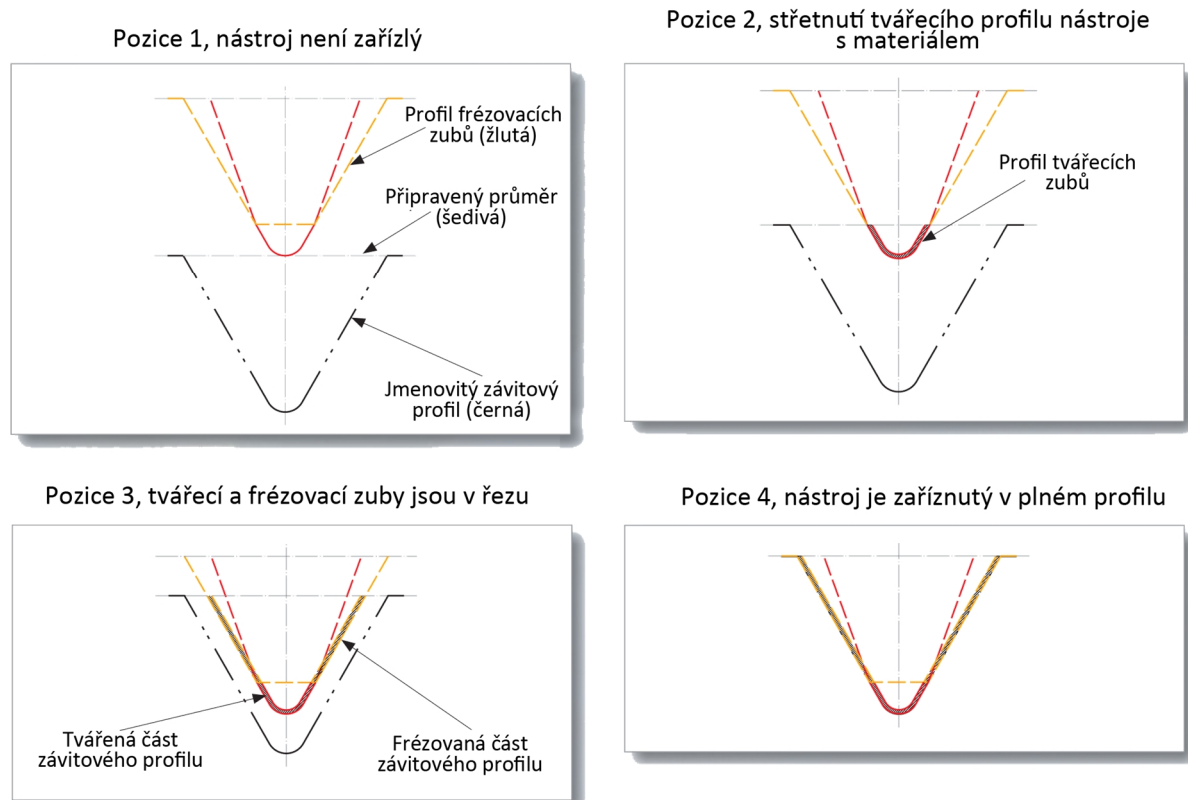 Pozice 1, nástroj není zařízlý
Profil frézovacích
zubů (žlutá)
Připravený průměr
(šedivá)
Jmenovitý závitový
profil (černá)
Pozice 2, střetnutí tvářecího profilu nástroje
s materiálem
Profil tvářecích
zubů
Pozice 3, tvářecí a frézovací zuby jsou v řezu
Tvářená část
závitového profilu
Frézovaná část
závitového profilu
Pozice 4, nástroj je zaříznutý v plném profilu